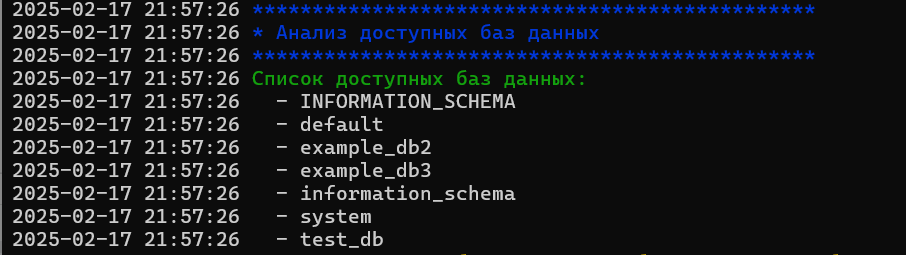 2025-02-17 21:57:26 ***********************************************
2025-02-17 21:57:26 * Анализ доступных баз данных
2025-02-17 21:57:26 ***********************************************
2025-02-17 21:57:26 Список доступных баз данных:
2025-02-17 21:57:26   - INFORMATION_SCHEMA
2025-02-17 21:57:26   - default
2025-02-17 21:57:26   - example_db2
2025-02-17 21:57:26   - example_db3
2025-02-17 21:57:26   - information_schema
2025-02-17 21:57:26   - system
2025-02-17 21:57:26   - test_db